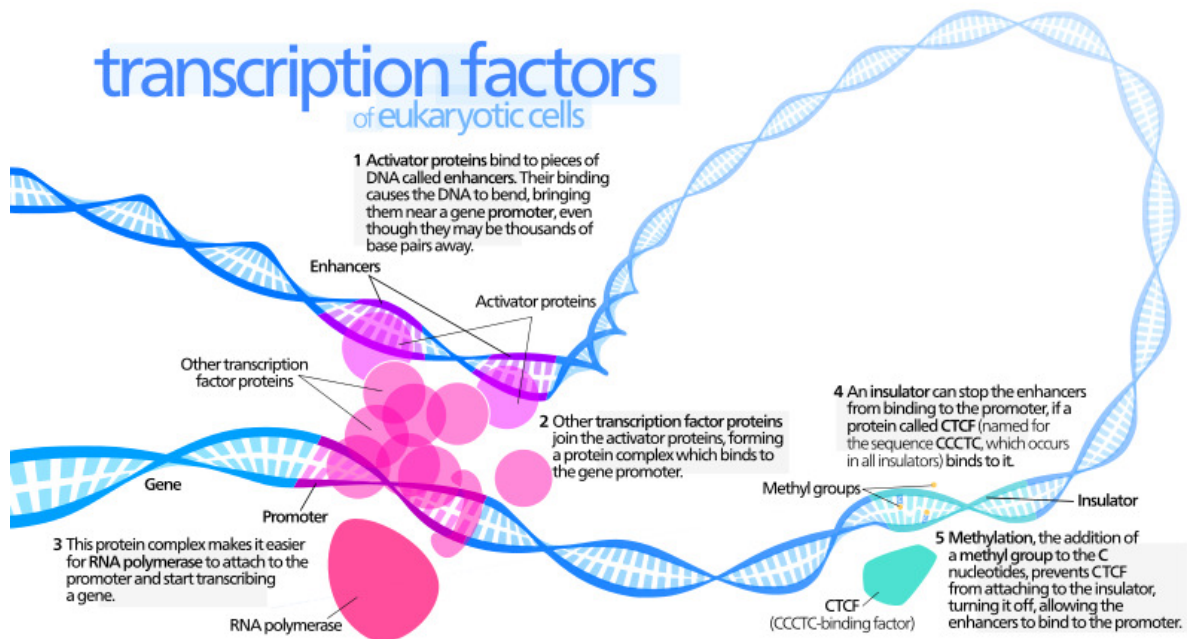 transcription factors
of eukaryotic cells
1 Activator proteins bind to pieces of
DNA called enhancers. Their binding
causes the DNA to bend, bringing
them near a gene promoter, even
though they may be thousands of
base pairs away.
Enhancers
Activator proteins
Other transcription
factor proteins
2 Other transcription factor proteins
join the activator proteins, forming
a protein complex which binds to
the gene promoter.
4 An insulator can stop the enhancers
from binding to the promoter, if a
protein called CTCF (named for
the sequence CCCTC, which occurs
in all insulators) binds to it.
Gene
Promoter
Methyl groups
Insulator
3 This protein complex makes it easier
for RNA polymerase to attach to the
promoter and start transcribing
a gene.
RNA polymerase
CTCF
(CCCTC-binding factor)
5 Methylation, the addition of
a methyl group to the C
nucleotides, prevents CTCF
from attaching to the insulator,
turning it off, allowing the
enhancers to bind to the promoter.